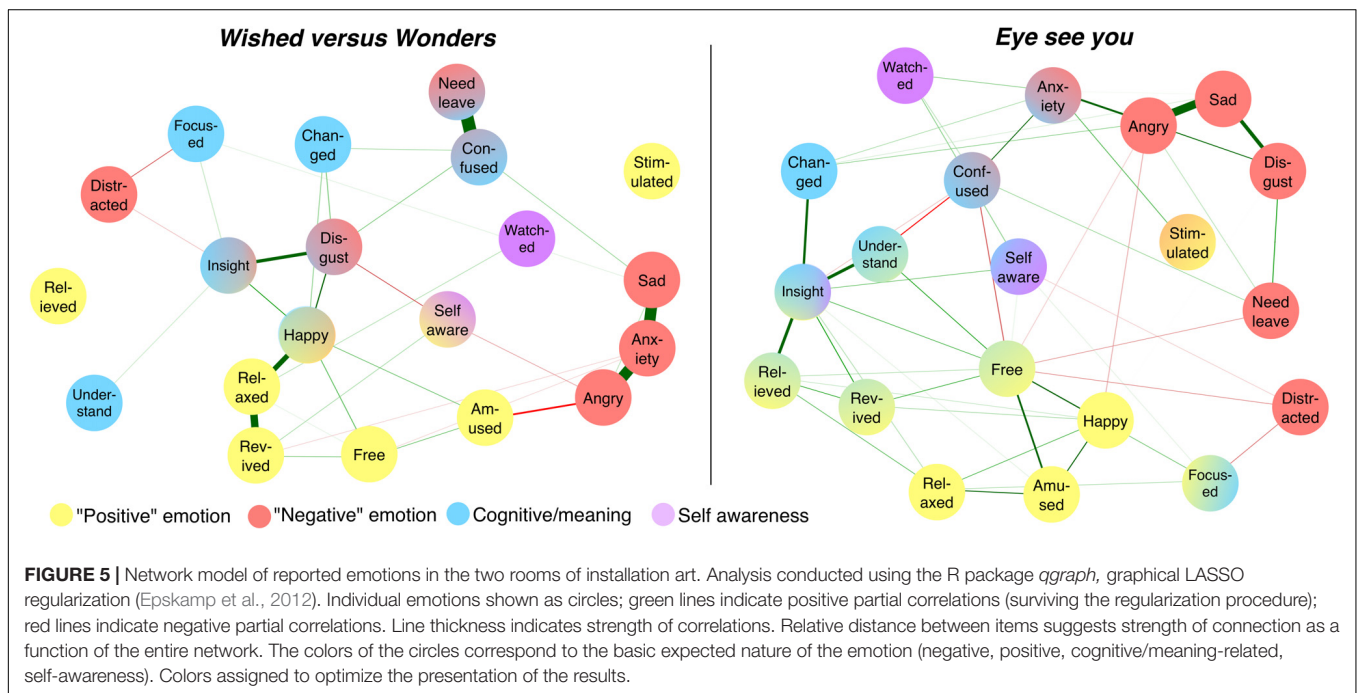 Wished versus Wonders
Need
leave
Focus-
ed
Chan-
ged
Con-
fused
Stim-
ulated
Distr-
acted
Watch-
ed
Dis-
gust
Insight
Sad
Rel-
ieved
Self
aware
Happy
Anx-
iety
Rel-
axed
Angry
Under-
stand
Am-
used
Rev-
ived
Free
Eye see you
Watch-
ed
Anx-
iety
Sad
Angry
Chan-
ged
Conf-
used
Dis-
gust
Under-
stand
Stim-
ulated
Self
aware
Insight
Need
leave
Free
Rel-
ieved
Rev-
ived
Happy
Distr-
acted
Rel-
axed
Amu-
sed
Focus-
ed
"Positive" emotion
"Negative" emotion
Cognitive/meaning
Self awareness
FIGURE 5 | Network model of reported emotions in the two rooms of installation art. Analysis conducted using the R package qgraph, graphical LASSO
regularization (Epskamp et al., 2012). Individual emotions shown as circles; green lines indicate positive partial correlations (surviving the regularization procedure);
red lines indicate negative partial correlations. Line thickness indicates strength of correlations. Relative distance between items suggests strength of connection as a
function of the entire network. The colors of the circles correspond to the basic expected nature of the emotion (negative, positive, cognitive/meaning-related,
self-awareness). Colors assigned to optimize the presentation of the results.